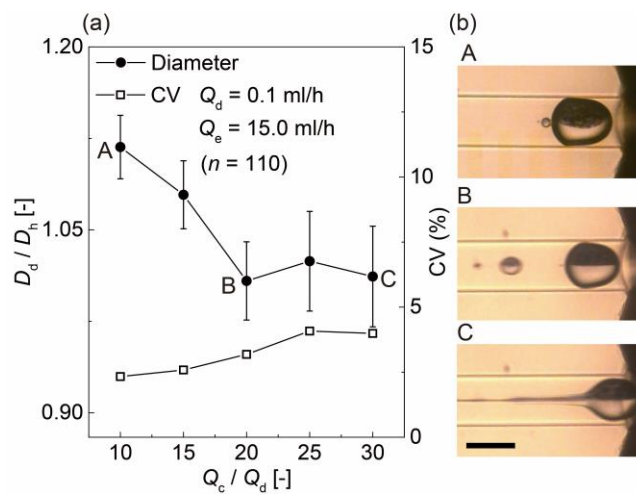 (a)
(b)
1.20
1.05
0.90
D_d / D_h [-]
Diameter
CV
Q_d = 0.1 ml/h
Q_e = 15.0 ml/h
(n = 110)
A
B
C
15
10
5
0
CV (%)
10 15 20 25 30
Q_c / Q_d [-]
A
B
C